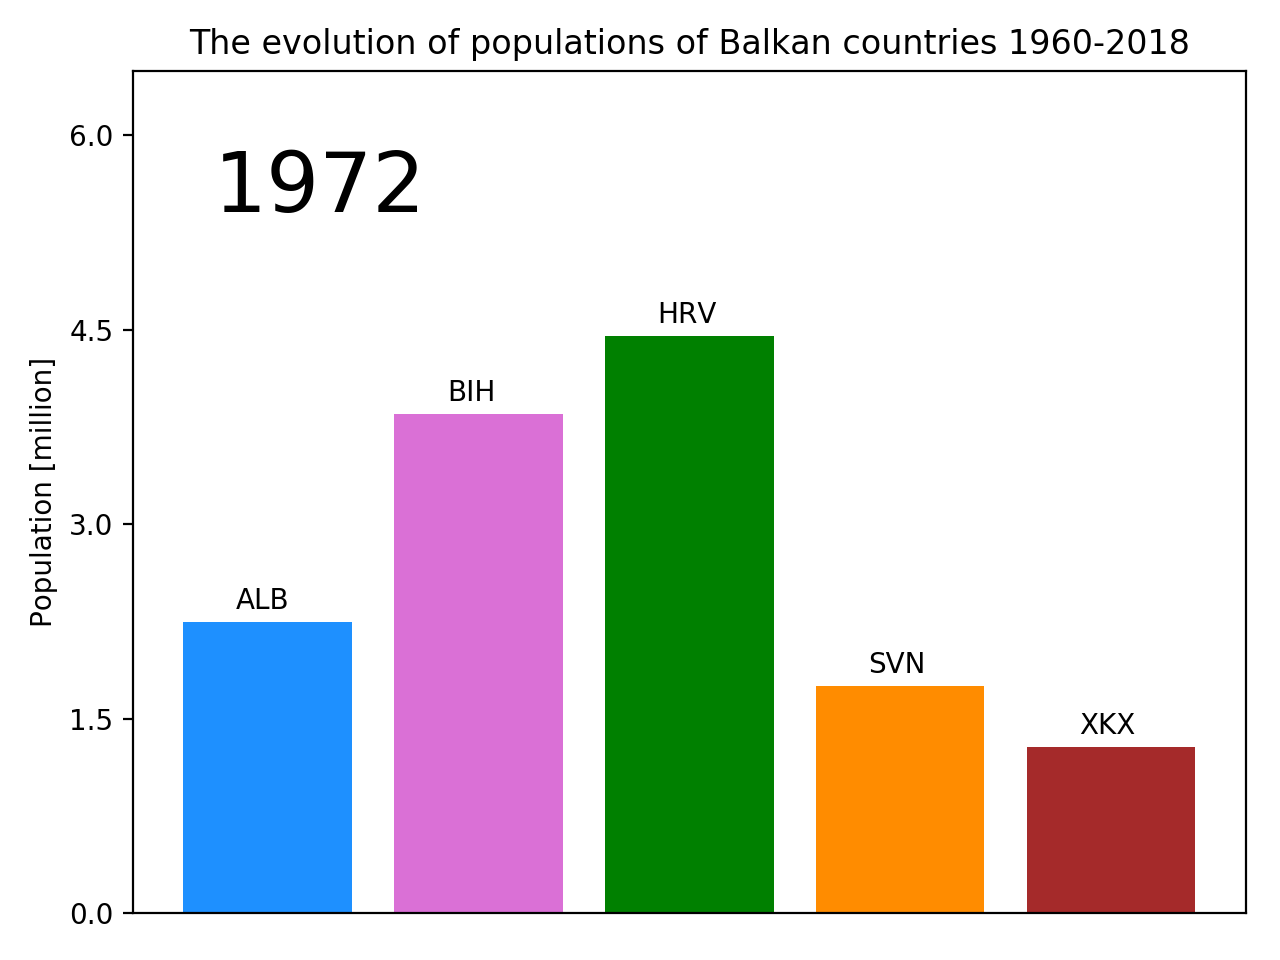 The evolution of populations of Balkan countries 1960-2018
1972
6.0
4.5
3.0
1.5
0.0
Population [million]
ALB
BIH
HRV
SVN
XKX